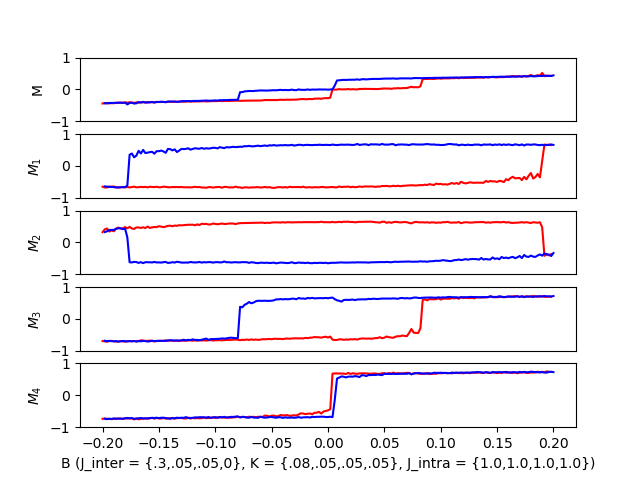 1
0
−1
M
1
0
−1
M₁
1
0
−1
M₂
1
0
−1
M₃
1
0
−1
M₄
−0.20 −0.15 −0.10 −0.05 0.00 0.05 0.10 0.15 0.20
B (J_inter = {.3,.05,.05,0}, K = {.08,.05,.05,.05}, J_intra = {1.0,1.0,1.0,1.0})